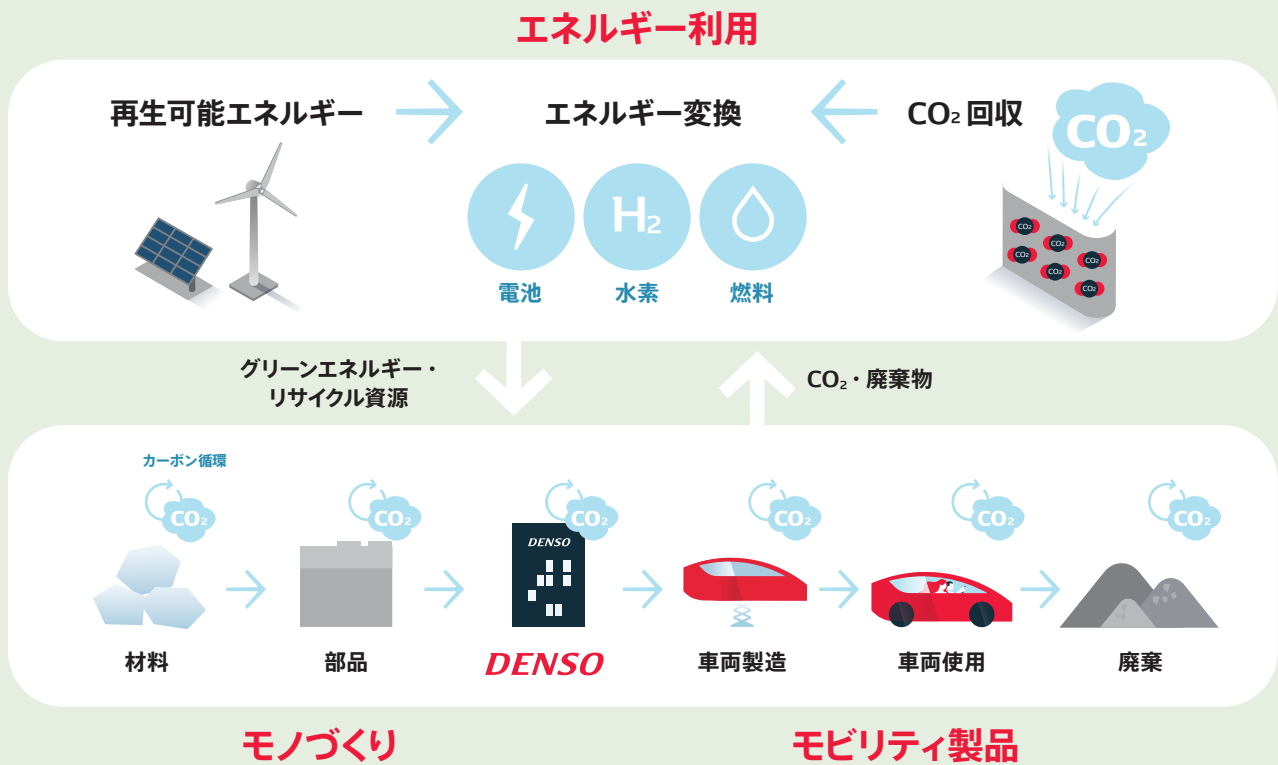 エネルギー利用
再生可能エネルギー
エネルギー変換
CO₂ 回収
CO₂
H₂
CO₂
CO₂
CO₂
CO₂
CO₂
CO₂
電池
水素
燃料
グリーンエネルギー・
リサイクル資源
CO₂・廃棄物
カーボン循環
CO₂
CO₂
CO₂
CO₂
CO₂
CO₂
DENSO
材料
部品
DENSO
車両製造
車両使用
廃棄
モノづくり
モビリティ製品